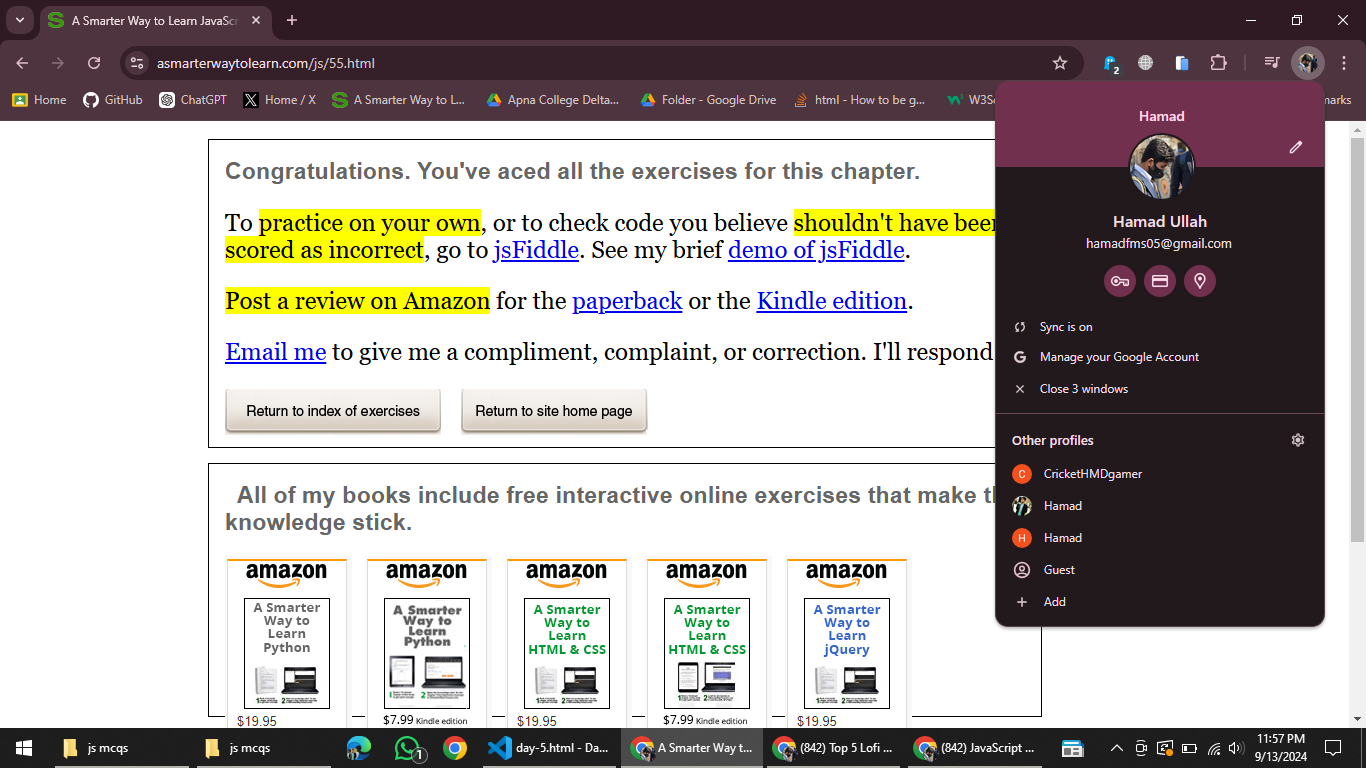 A Smarter Way to Learn JavaScr
asmarterwaytolearn.com/js/55.html
2
Home
GitHub
ChatGPT
Home / X
A Smarter Way to L...
Apna College Delta...
Folder - Google Drive
html - How to be g...
W3Sc
marks
Congratulations. You've aced all the exercises for this chapter.
To practice on your own, or to check code you believe shouldn't have been
scored as incorrect, go to jsFiddle. See my brief demo of jsFiddle.
Post a review on Amazon for the paperback or the Kindle edition.
Email me to give me a compliment, complaint, or correction. I'll respond
Return to index of exercises
Return to site home page
All of my books include free interactive online exercises that make th
knowledge stick.
amazon
A Smarter
Way to
Learn
Python
$19.95
amazon
A Smarter
Way to
Learn
Python
$7.99 Kindle edition
amazon
A Smarter
Way to
Learn
HTML & CSS
$19.95
amazon
A Smarter
Way to
Learn
HTML & CSS
$7.99 Kindle edition
amazon
A Smarter
Way to
Learn
jQuery
$19.95
Hamad
Hamad Ullah
hamadfms05@gmail.com
Sync is on
G
Manage your Google Account
Close 3 windows
Other profiles
C
CricketHMDgamer
Hamad
H
Hamad
Guest
Add
js mcqs
js mcqs
1
day-5.html - Da...
A Smarter Way t...
(842) Top 5 Lofi ...
(842) JavaScript ...
11:57 PM
9/13/2024